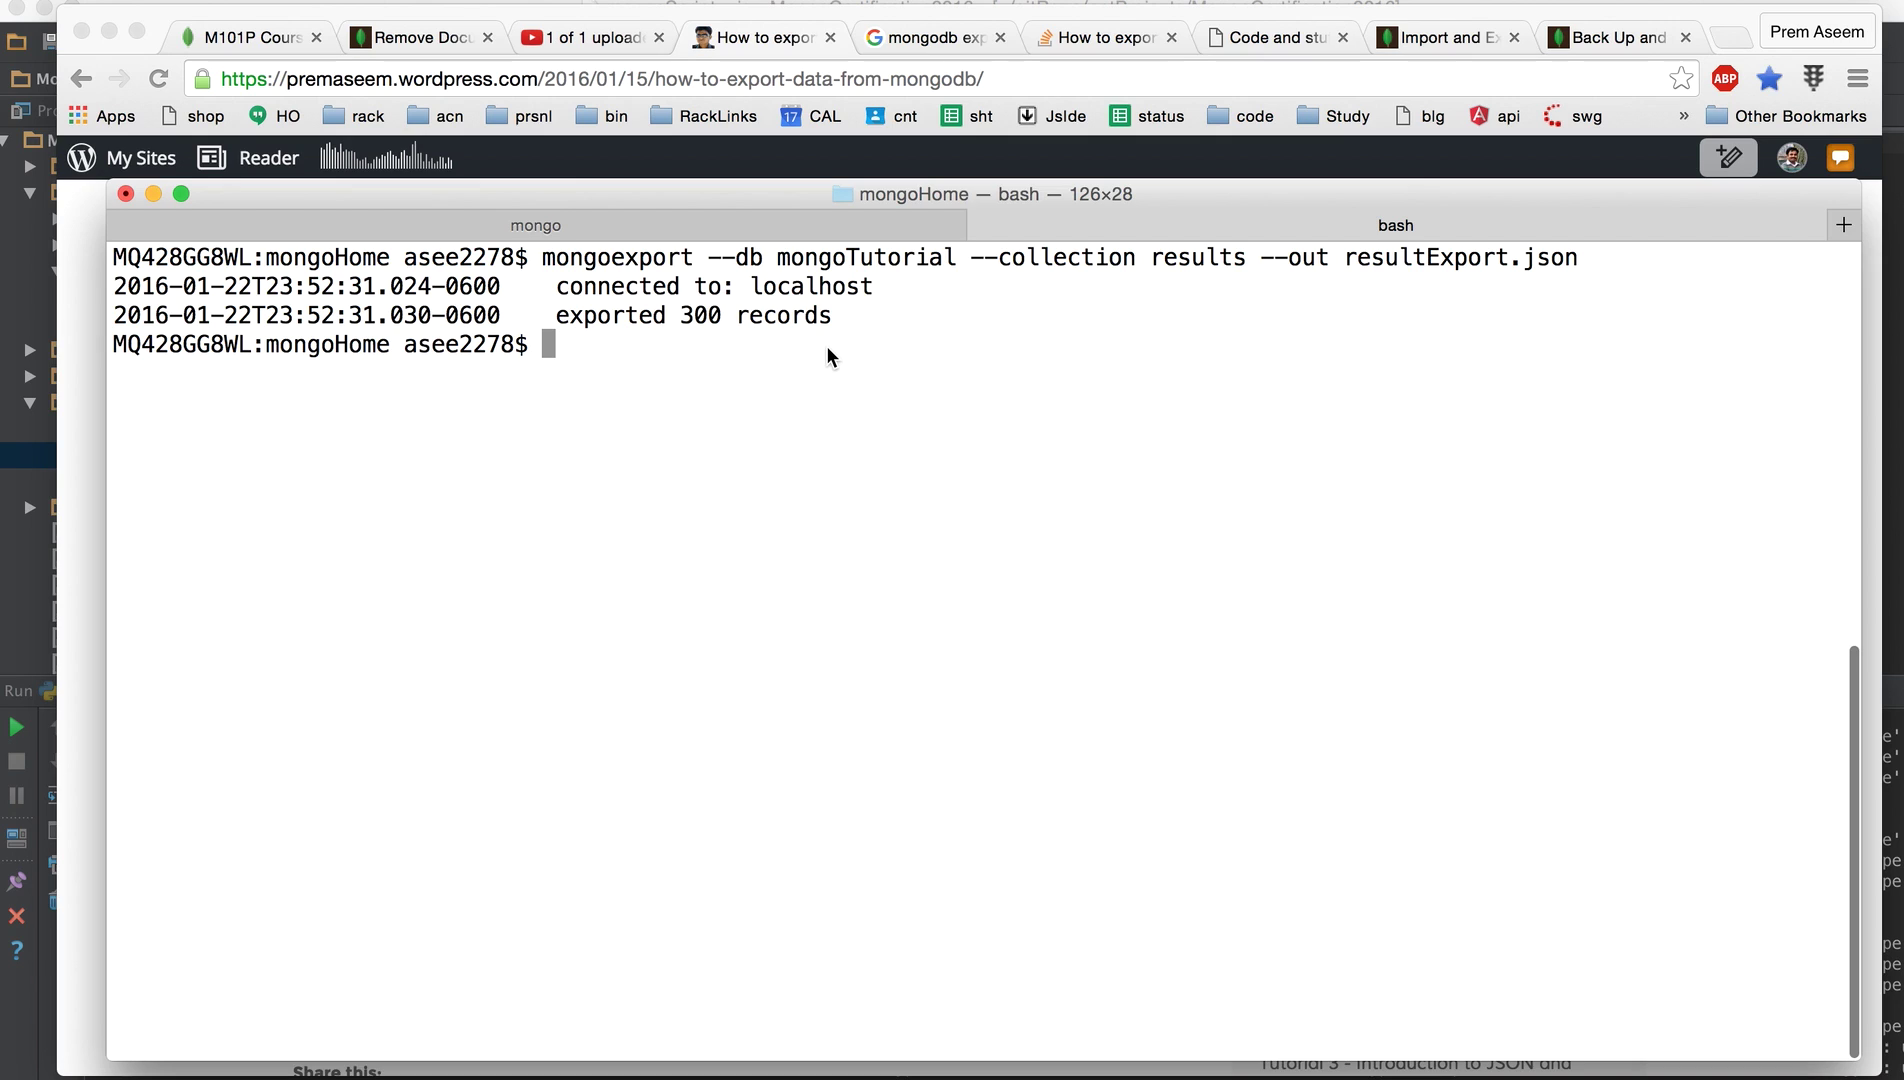 M101P Cours
Remove Docu
1 of 1 upload
How to expor
mongodb exp
How to expor
Code and stu
Import and Ex
Back Up and
Prem Aseem
https://premaseem.wordpress.com/2016/01/15/how-to-export-data-from-mongodb/
ABP
Apps
shop
HO
rack
acn
prsnl
bin
RackLinks
17 CAL
cnt
sht
JsIde
status
code
Study
blg
api
swg
» Other Bookmarks
My Sites
Reader
mongoHome — bash — 126×28
mongo
bash
MQ428GG8WL:mongoHome asee2278$ mongoexport --db mongoTutorial --collection results --out resultExport.json
2016-01-22T23:52:31.024-0600 connected to: localhost
2016-01-22T23:52:31.030-0600 exported 300 records
MQ428GG8WL:mongoHome asee2278$
Run
Share this:
Tutorial 3 - Introduction to JSON and